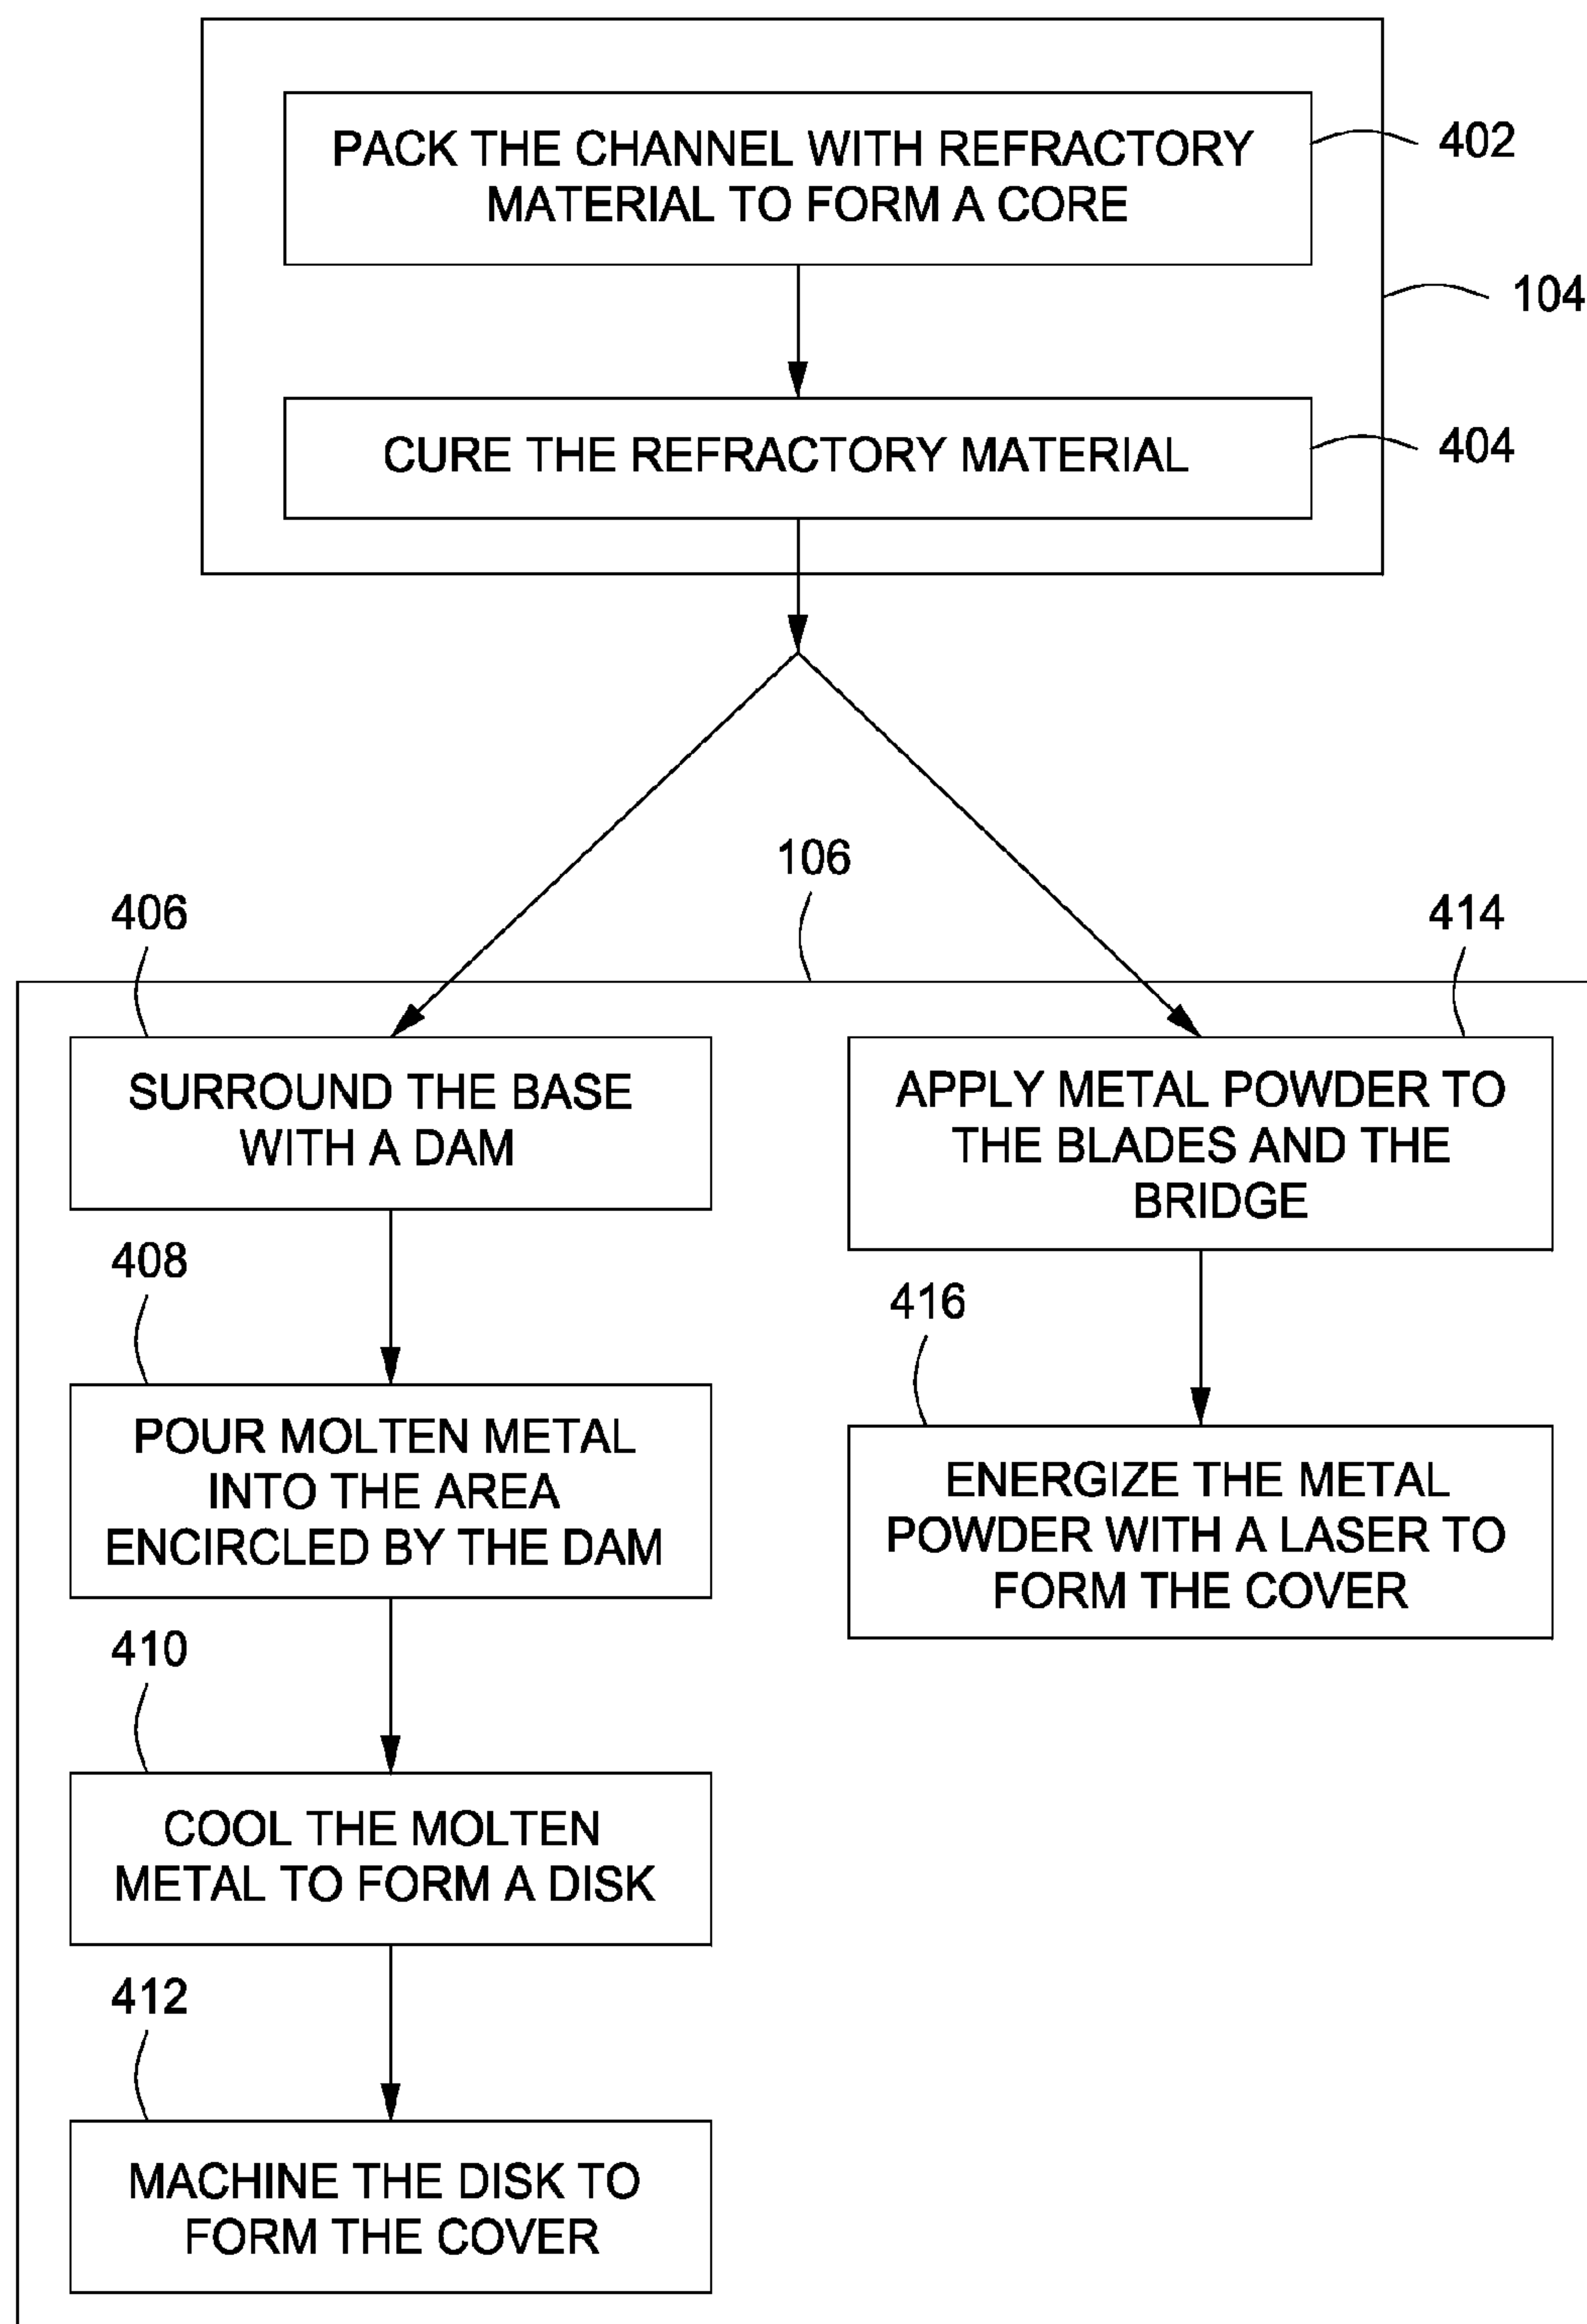 PACK THE CHANNEL WITH REFRACTORY
MATERIAL TO FORM A CORE
402
104
CURE THE REFRACTORY MATERIAL
404
106
406
SURROUND THE BASE
WITH A DAM
408
POUR MOLTEN METAL
INTO THE AREA
ENCIRCLED BY THE DAM
410
COOL THE MOLTEN
METAL TO FORM A DISK
412
MACHINE THE DISK TO
FORM THE COVER
414
APPLY METAL POWDER TO
THE BLADES AND THE
BRIDGE
416
ENERGIZE THE METAL
POWDER WITH A LASER TO
FORM THE COVER